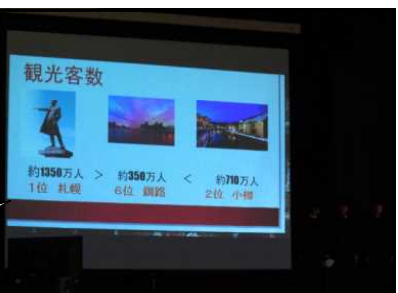 観光客数
約1350万人 > 約350万人 < 約710万人
1位 札幌 6位 釧路 2位 小樽